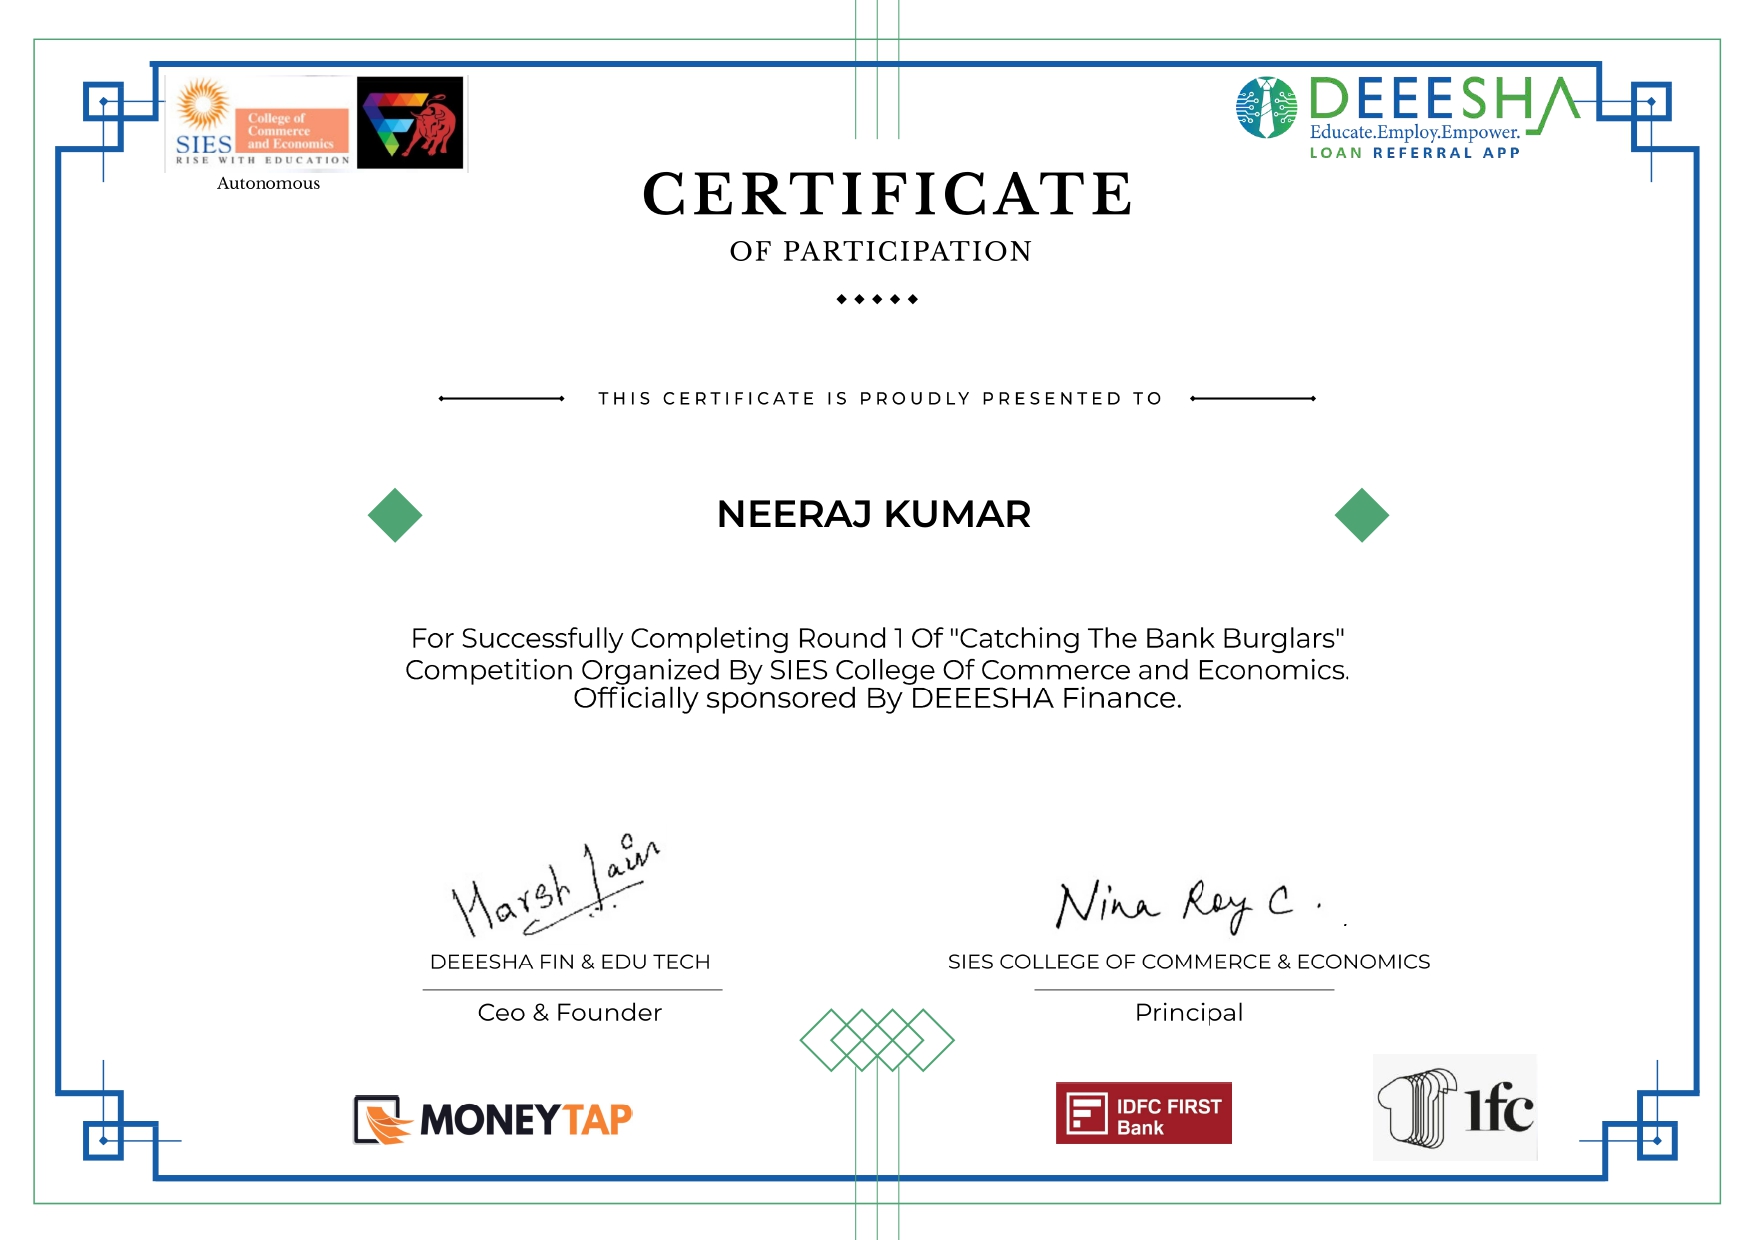 SIES
College of
Commerce
and Economics
RISE WITH EDUCATION
Autonomous
DEEESHA
Educate.Employ.Empower.
LOAN REFERRAL APP
CERTIFICATE
OF PARTICIPATION
THIS CERTIFICATE IS PROUDLY PRESENTED TO
NEERAJ KUMAR
For Successfully Completing Round 1 Of "Catching The Bank Burglars"
Competition Organized By SIES College Of Commerce and Economics.
Officially sponsored By DEEESHA Finance.
Harsh Jain
Nina Roy C.
DEEESHA FIN & EDU TECH
SIES COLLEGE OF COMMERCE & ECONOMICS
Ceo & Founder
Principal
MONEYTAP
IDFC FIRST
Bank
1fc